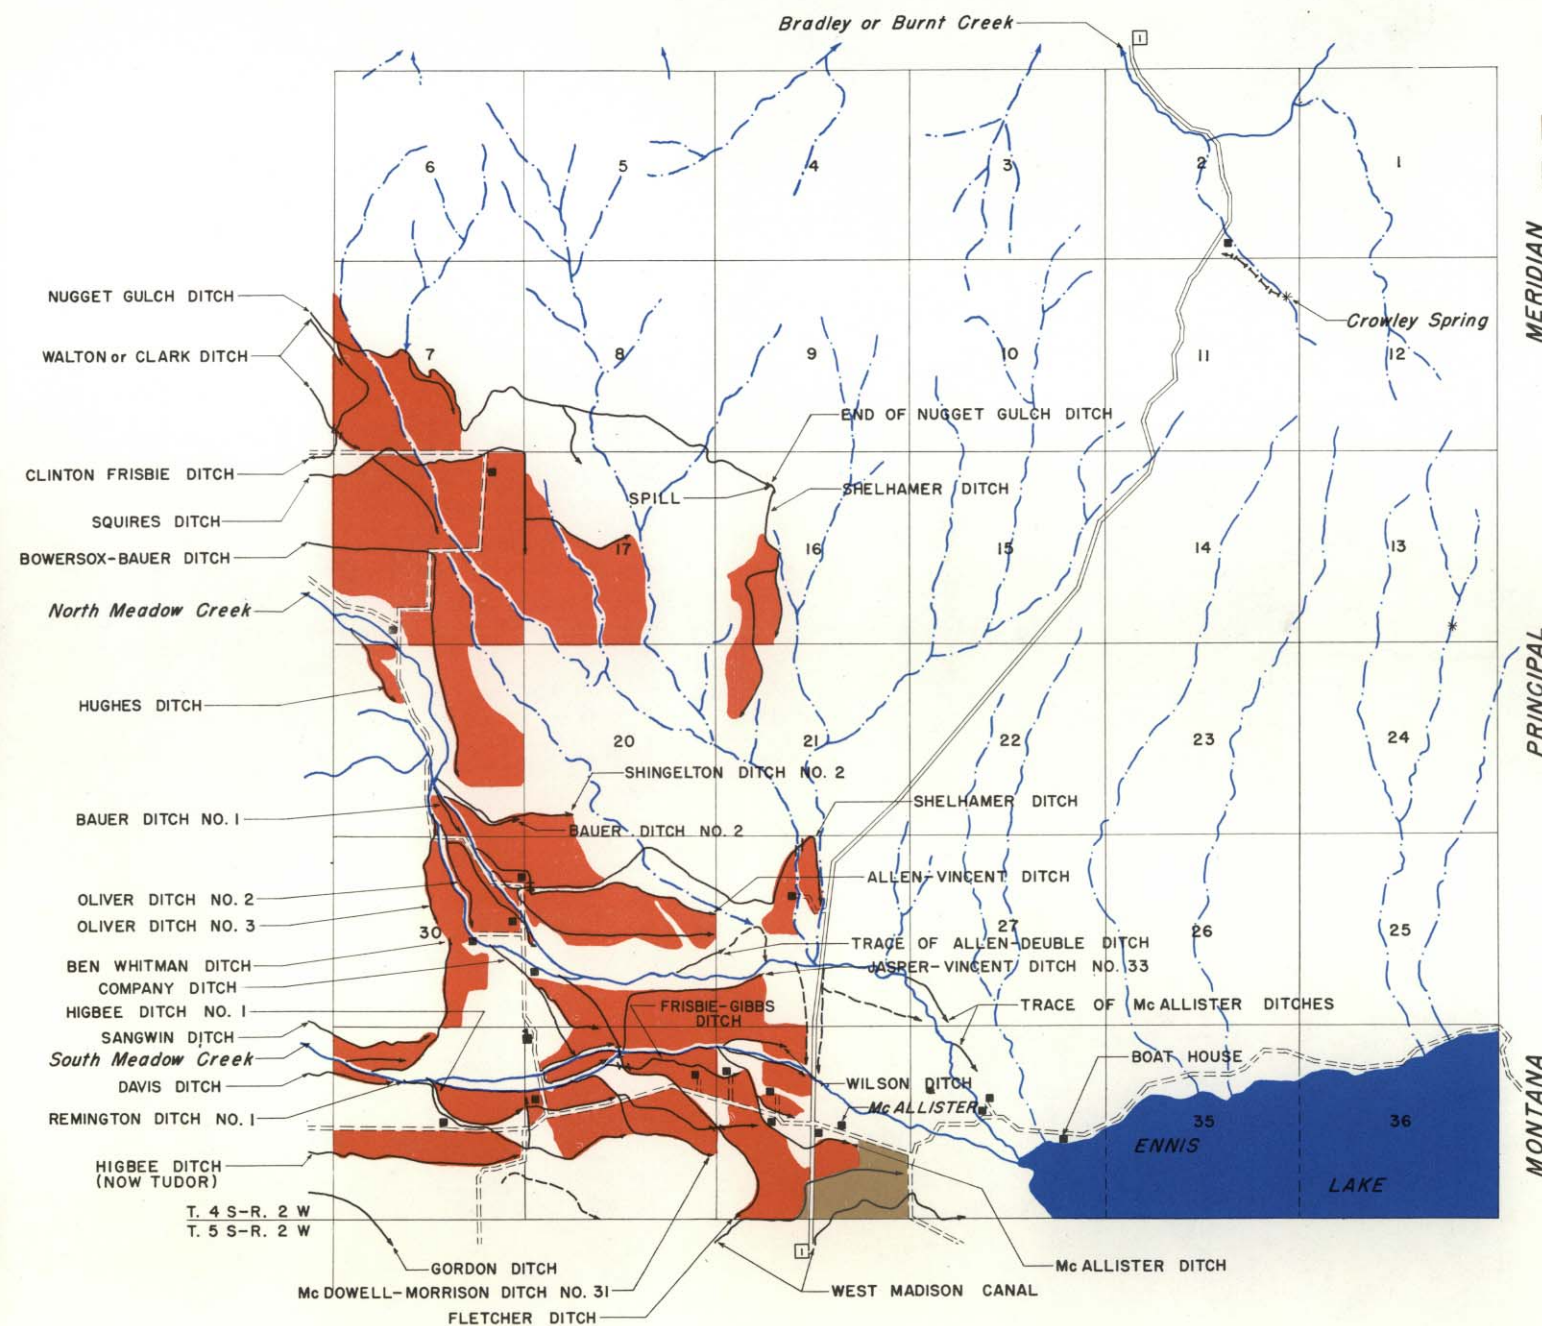 Bradley or Burnt Creek
1
6
5
4
3
2
1
MERIDIAN
NUGGET GULCH DITCH
Crowley Spring
WALTON or CLARK DITCH
7
8
9
10
11
12
END OF NUGGET GULCH DITCH
CLINTON FRISBIE DITCH
SPILL
SHELHAMER DITCH
SQUIRES DITCH
17
16
15
14
13
BOWERSOX-BAUER DITCH
North Meadow Creek
PRINCIPAL
HUGHES DITCH
20
21
22
23
24
SHINGELTON DITCH NO. 2
SHELHAMER DITCH
BAUER DITCH NO. 1
BAUER DITCH NO. 2
ALLEN-VINCENT DITCH
OLIVER DITCH NO. 2
OLIVER DITCH NO. 3
30
27
26
25
TRACE OF ALLEN-DEUBLE DITCH
BEN WHITMAN DITCH
JASPER-VINCENT DITCH NO. 33
COMPANY DITCH
HIGBEE DITCH NO. 1
FRISBIE-GIBBS
DITCH
TRACE OF McALLISTER DITCHES
SANGWIN DITCH
South Meadow Creek
BOAT HOUSE
DAVIS DITCH
WILSON DITCH
REMINGTON DITCH NO. 1
McALLISTER
35
36
MONTANA
ENNIS
HIGBEE DITCH
(NOW TUDOR)
LAKE
T. 4 S-R. 2 W
T. 5 S-R. 2 W
1
GORDON DITCH
McALLISTER DITCH
McDOWELL-MORRISON DITCH NO. 31
WEST MADISON CANAL
FLETCHER DITCH